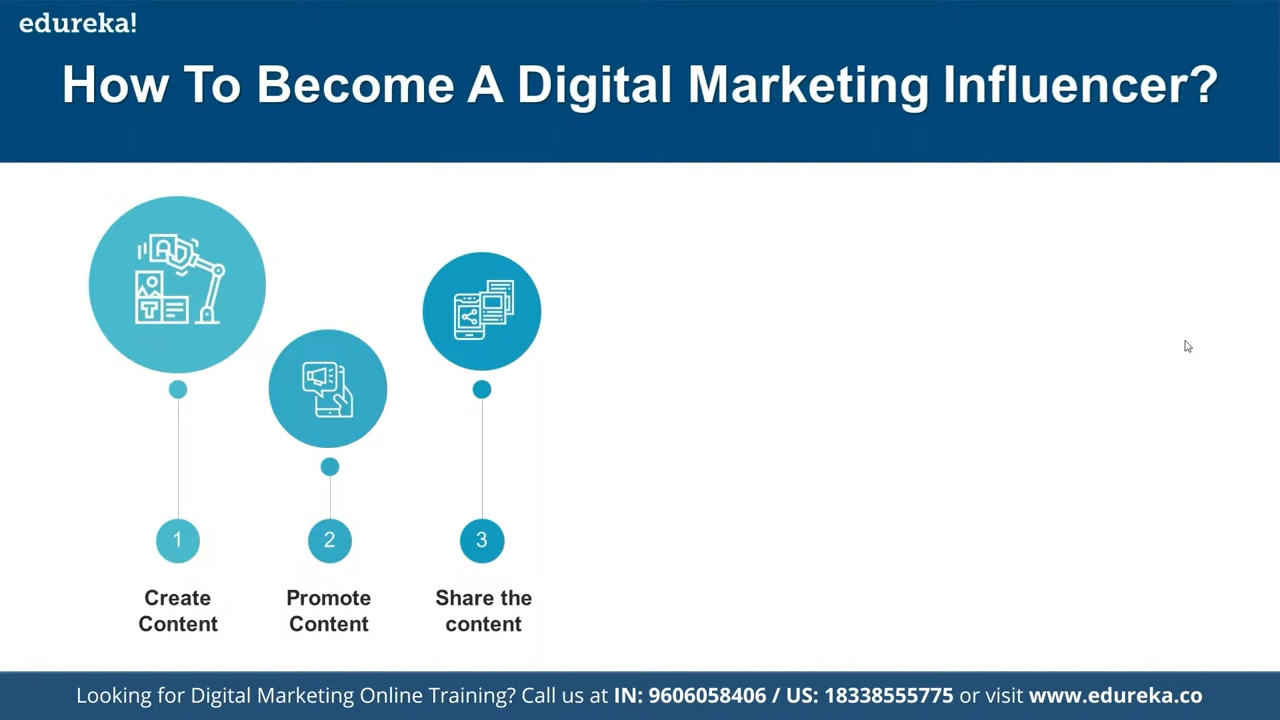 edureka!
How To Become A Digital Marketing Influencer?
AD
T
1
2
3
Create
Content
Promote
Content
Share the
content
Looking for Digital Marketing Online Training? Call us at IN: 9606058406 / US: 18338555775 or visit www.edureka.co